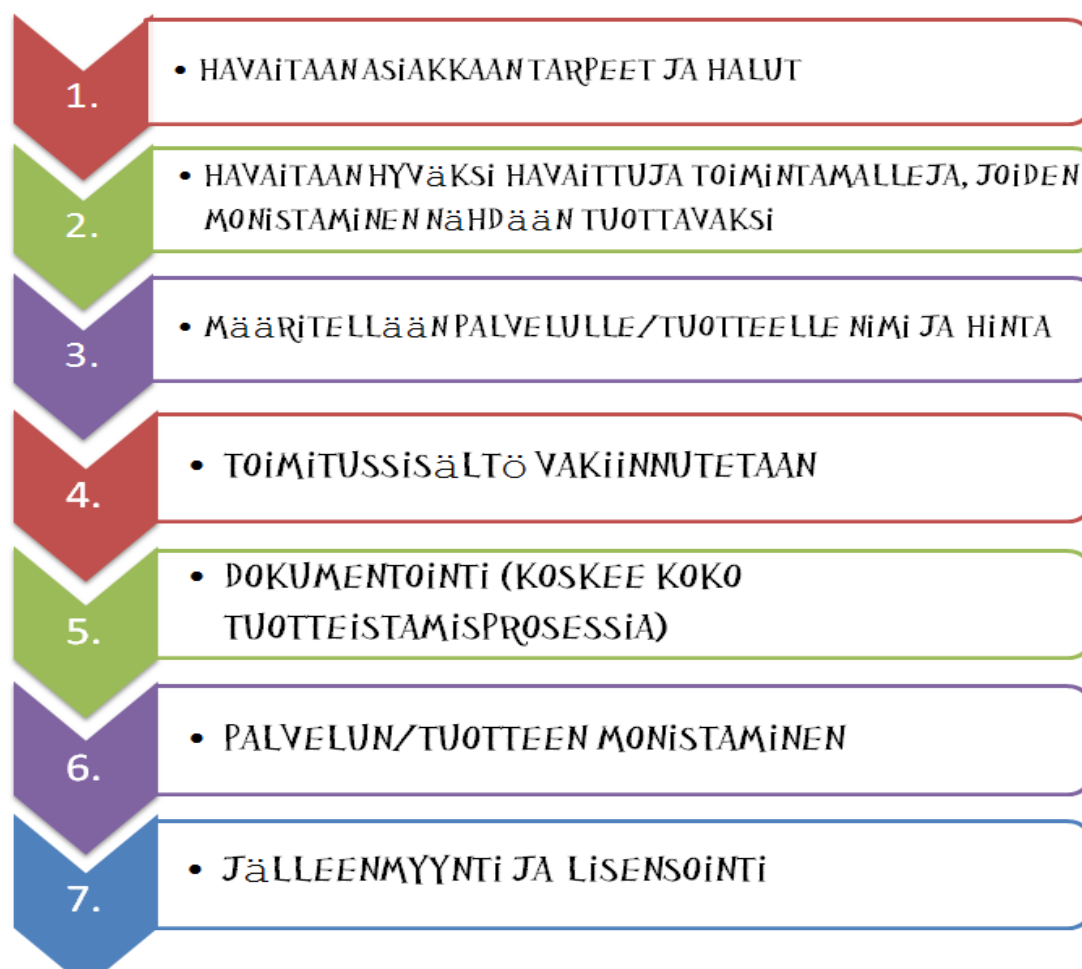 1.
• HAVAITAAN ASIAKKAAN TARPEET JA HALUT
2.
• HAVAITAAN HYVÄKSI HAVAITTUJA TOIMINTAMALLEJA, JOIDEN
MONISTAMINEN NÄHDÄÄN TUOTTAVAKSI
3.
• MÄÄRITELLÄÄN PALVELULLE/TUOTTEELLE NIMI JA HINTA
4.
• TOIMITUSSISÄLTÖ VAKIINNUTETAAN
5.
• DOKUMENTOINTI (KOSKEE KOKO
TUOTTEISTAMISPROSESSIA)
6.
• PALVELUN/TUOTTEEN MONISTAMINEN
7.
• JÄLLEENMYYNTI JA LISENSOINTI